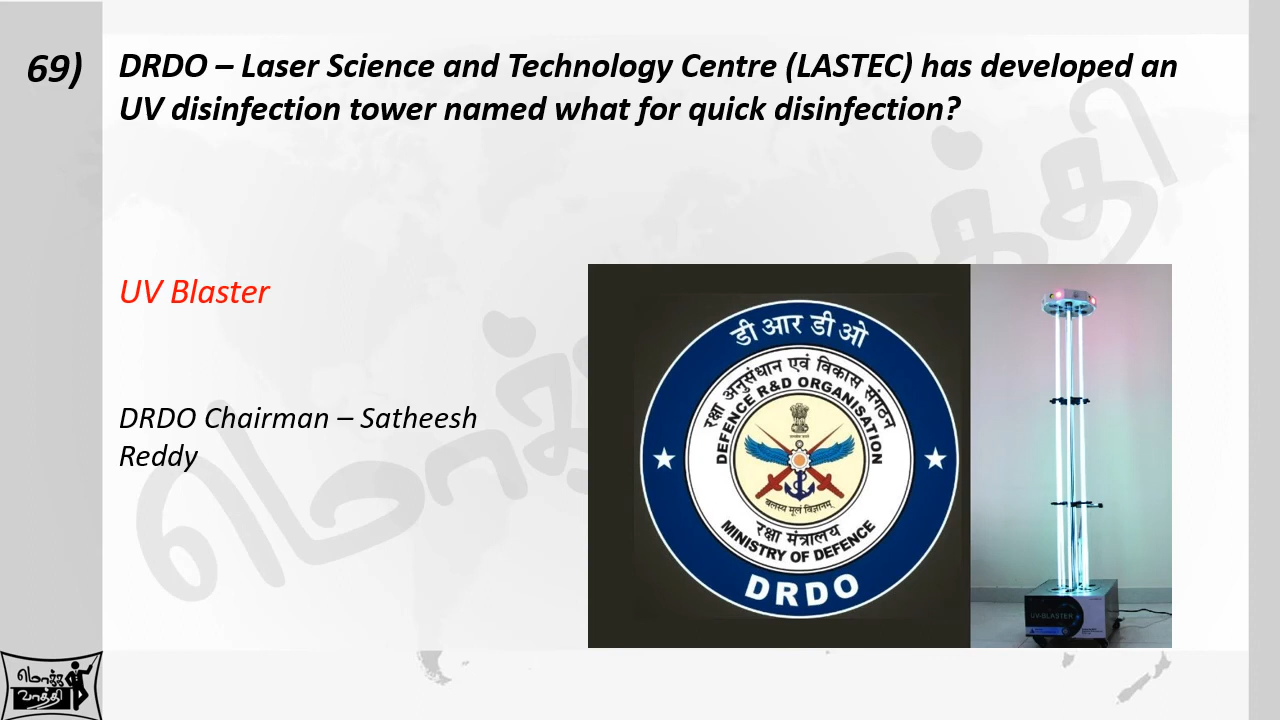 69)
DRDO – Laser Science and Technology Centre (LASTEC) has developed an
UV disinfection tower named what for quick disinfection?
UV Blaster
DRDO Chairman – Satheesh
Reddy
डी आर डी ओ
रक्षा अनुसंधान एवं विकास संगठन
DEFENCE R&D ORGANISATION
बलस्य मूलं विज्ञानम्
रक्षा मंत्रालय
MINISTRY OF DEFENCE
DRDO
UV-BLASTER
மொக்க
வாத்தி